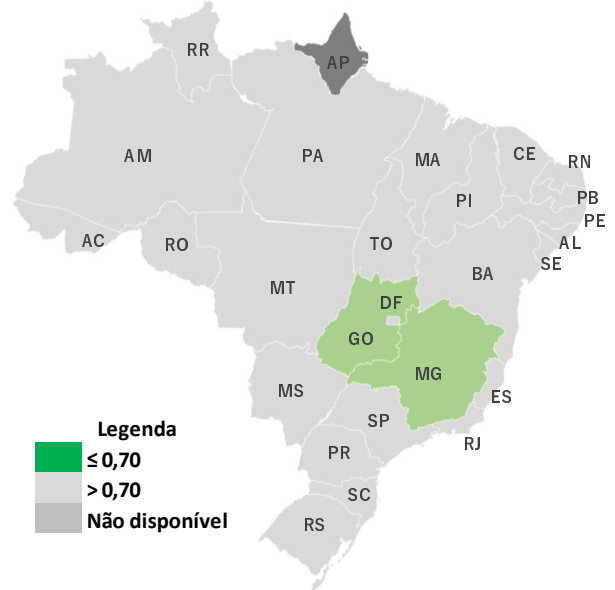 RR
AP
AM
PA
MA
CE
RN
PI
PB
PE
AC
RO
TO
AL
SE
BA
MT
DF
GO
MG
MS
ES
SP
RJ
PR
SC
RS
Legenda
≤ 0,70
> 0,70
Não disponível